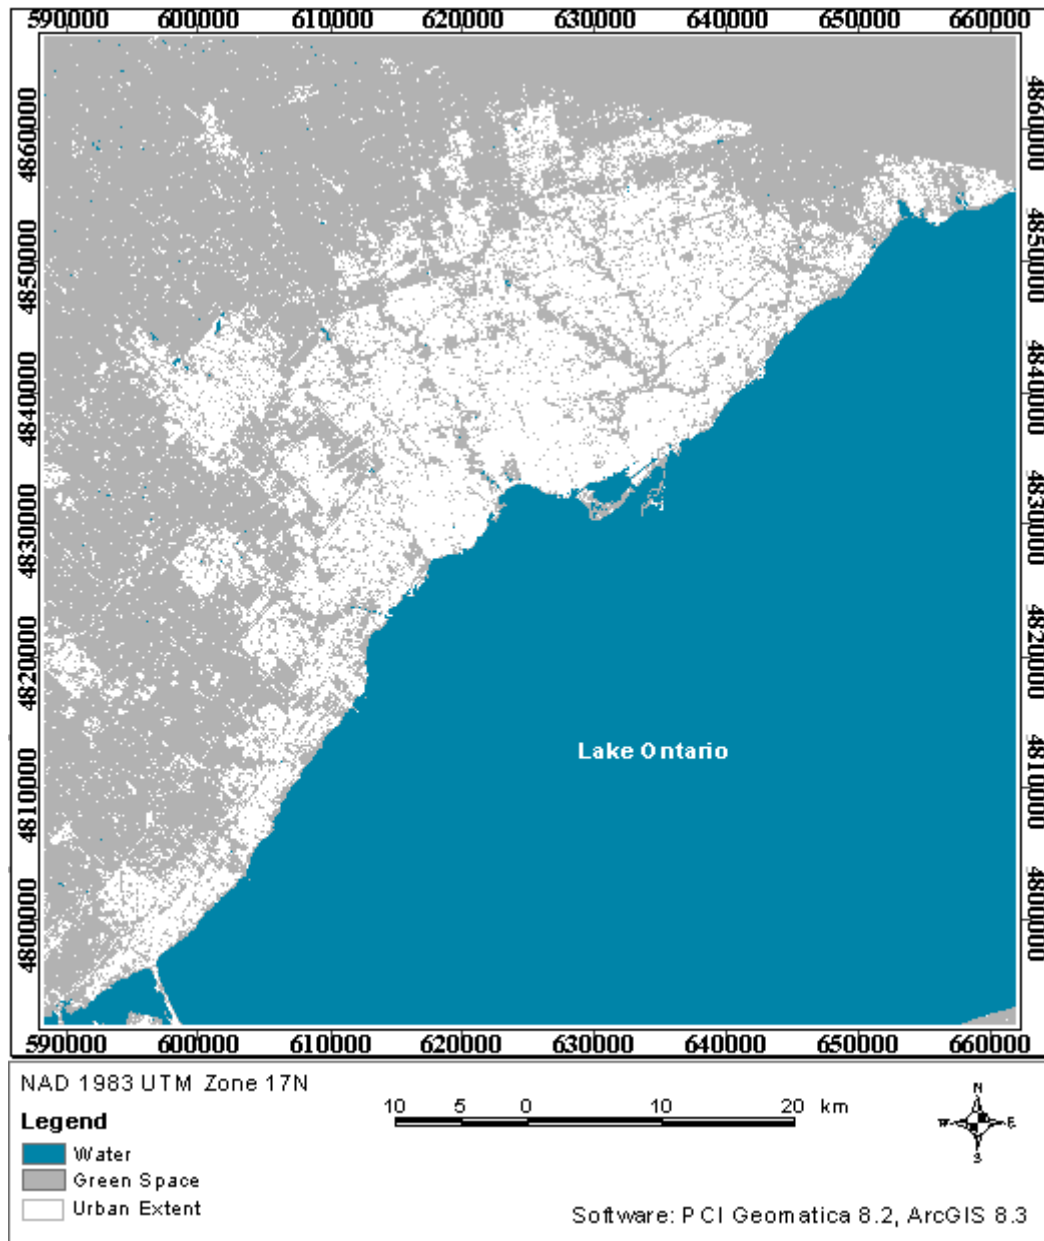 590000 600000 610000 620000 630000 640000 650000 660000
4860000
4850000
4840000
4830000
4820000
4810000
4800000
4860000
4850000
4840000
4830000
4820000
4810000
4800000
Lake Ontario
590000 600000 610000 620000 630000 640000 650000 660000
NAD 1983 UTM Zone 17N
Legend
Water
Green Space
Urban Extent
10 5 0 10 20 km
N
W E
S
Software: PCI Geomatica 8.2, ArcGIS 8.3